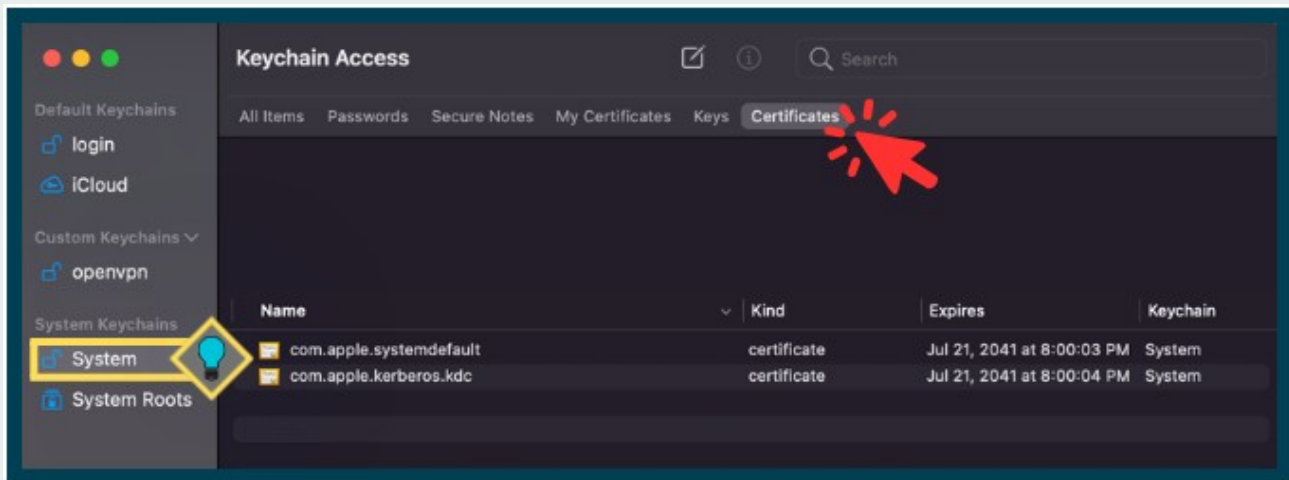 Keychain Access
Search
Default Keychains
login
iCloud
Custom Keychains
openvpn
System Keychains
System
System Roots
All Items Passwords Secure Notes My Certificates Keys Certificates
Name Kind Expires Keychain
com.apple.systemdefault certificate Jul 21, 2041 at 8:00:03 PM System
com.apple.kerberos.kdc certificate Jul 21, 2041 at 8:00:04 PM System